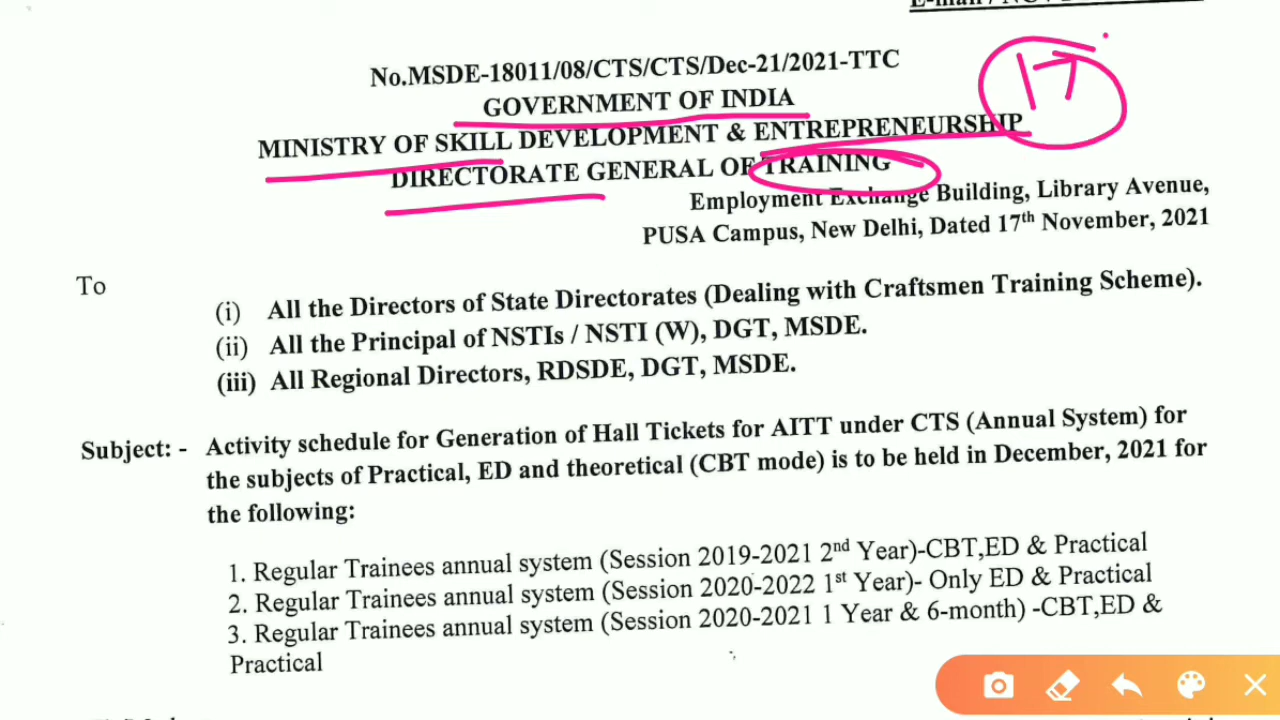 No.MSDE-18011/08/CTS/CTS/Dec-21/2021-TTC
17
GOVERNMENT OF INDIA
MINISTRY OF SKILL DEVELOPMENT & ENTREPRENEURSHIP
DIRECTORATE GENERAL OF TRAINING
Employment Exchange Building, Library Avenue,
PUSA Campus, New Delhi, Dated 17th November, 2021
To
(i) All the Directors of State Directorates (Dealing with Craftsmen Training Scheme).
(ii) All the Principal of NSTIs / NSTI (W), DGT, MSDE.
(iii) All Regional Directors, RDSDE, DGT, MSDE.
Subject: - Activity schedule for Generation of Hall Tickets for AITT under CTS (Annual System) for
the subjects of Practical, ED and theoretical (CBT mode) is to be held in December, 2021 for
the following:
1. Regular Trainees annual system (Session 2019-2021 2nd Year)-CBT,ED & Practical
2. Regular Trainees annual system (Session 2020-2022 1st Year)- Only ED & Practical
3. Regular Trainees annual system (Session 2020-2021 1 Year & 6-month) -CBT,ED &
Practical